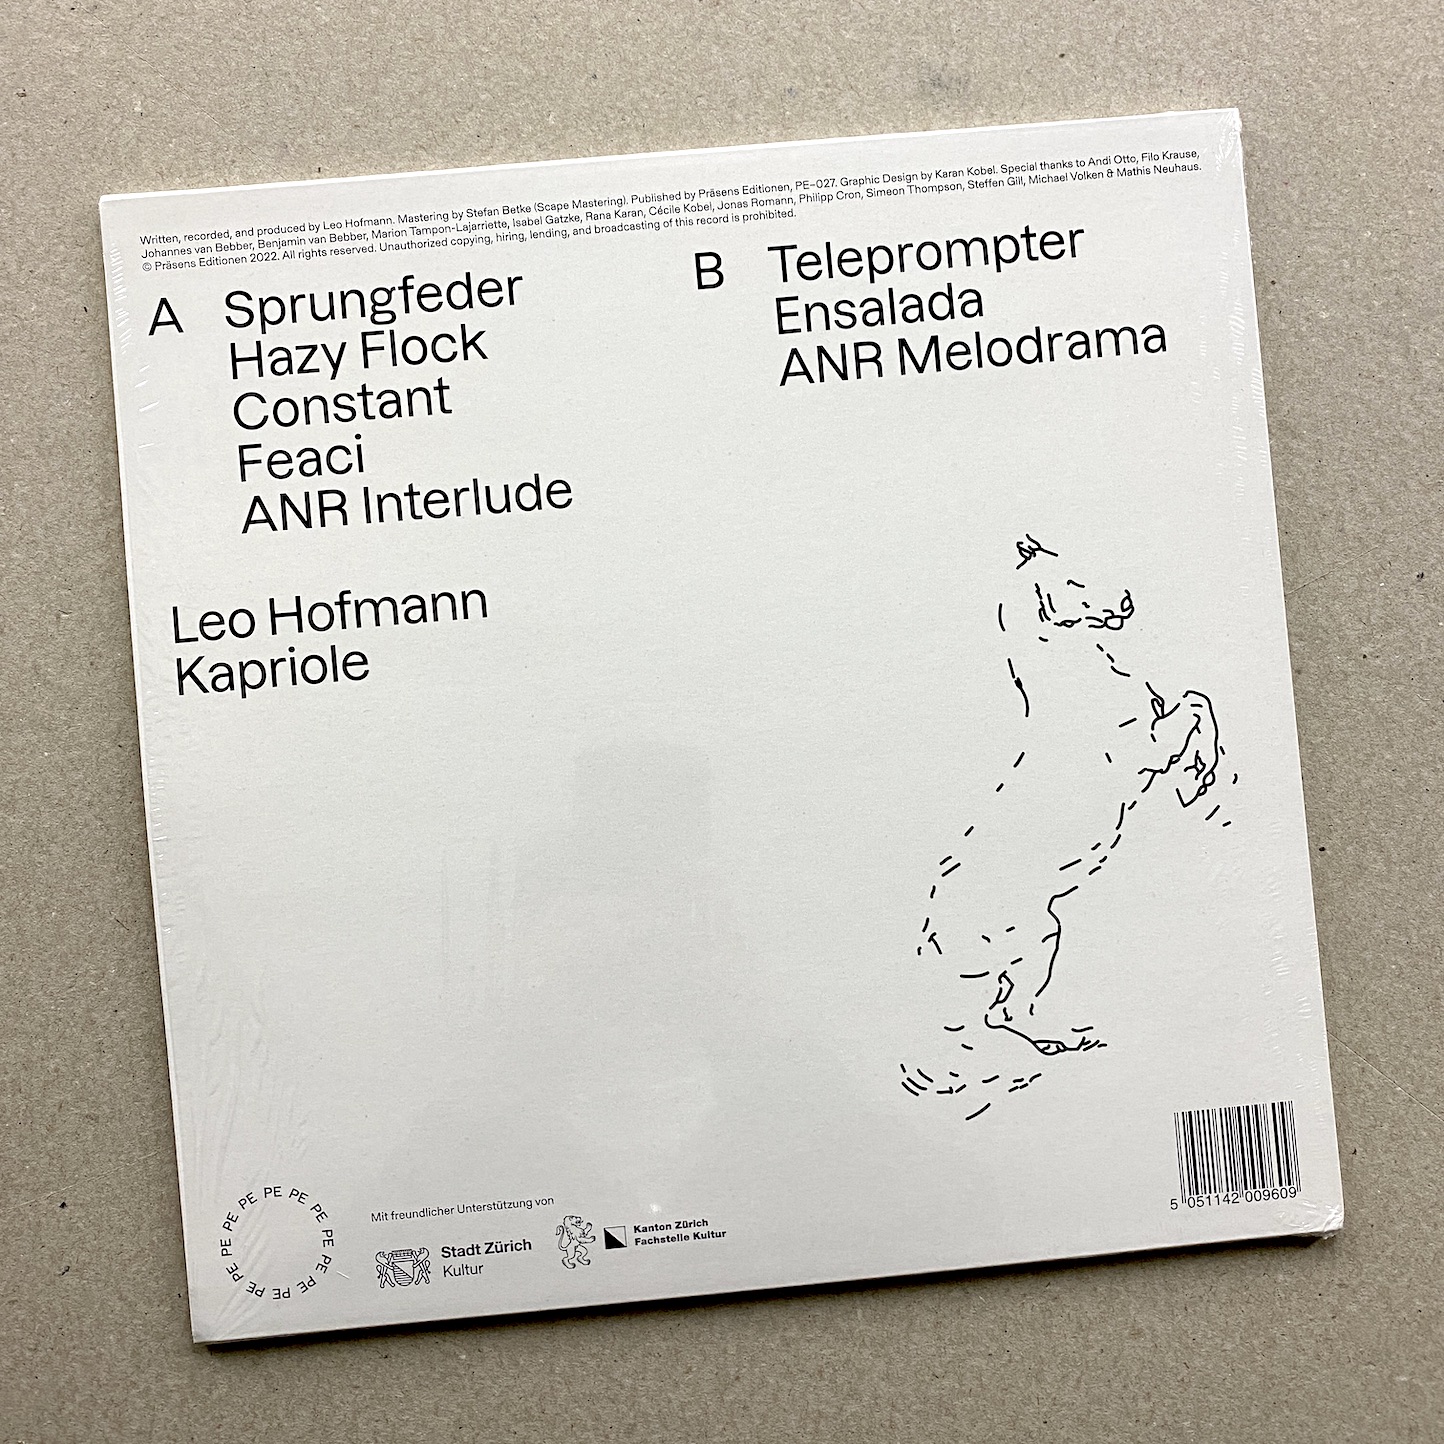 Written, recorded, and produced by Leo Hofmann. Mastering by Stefan Betke (Scape Mastering). Published by Präsens Editionen, PE–027. Graphic Design by Karan Kobel. Special thanks to Andi Otto, Filo Krause,
Johannes van Bebber, Benjamin van Bebber, Marion Tampon-Lajarriette, Isabel Gatzke, Rana Karan, Cécile Kobel, Jonas Romann, Philipp Cron, Simeon Thompson, Steffen Gill, Michael Volken & Mathis Neuhaus.
© Präsens Editionen 2022. All rights reserved. Unauthorized copying, hiring, lending, and broadcasting of this record is prohibited.
A Sprungfeder
Hazy Flock
Constant
Feaci
ANR Interlude
B Teleprompter
Ensalada
ANR Melodrama
Leo Hofmann
Kapriole
PE PE PE PE PE PE PE PE PE PE PE PE PE
Mit freundlicher Unterstützung von
Stadt Zürich
Kultur
Kanton Zürich
Fachstelle Kultur
5 051142 009609